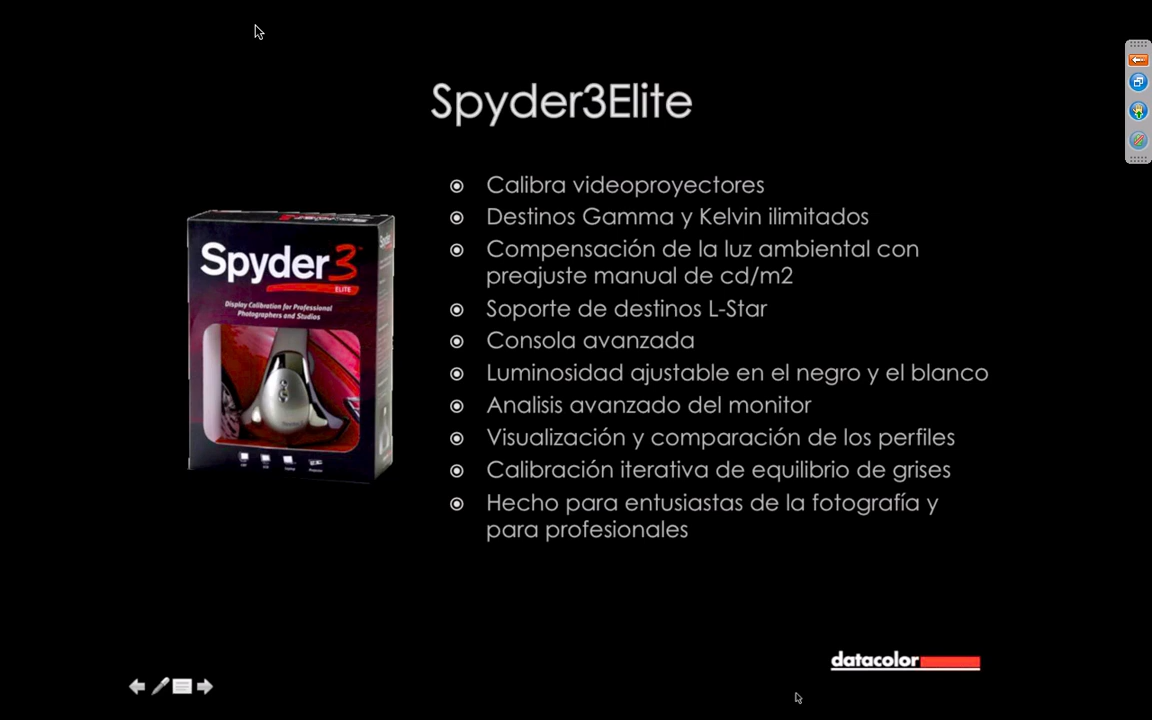 Spyder3Elite
Calibra videoproyectores
Destinos Gamma y Kelvin ilimitados
Compensación de la luz ambiental con
preajuste manual de cd/m2
Soporte de destinos L-Star
Consola avanzada
Luminosidad ajustable en el negro y el blanco
Analisis avanzado del monitor
Visualización y comparación de los perfiles
Calibración iterativa de equilibrio de grises
Hecho para entusiastas de la fotografía y
para profesionales
Spyder3
ELITE
Display Calibration for Professional
Photographers and Studios
datacolor